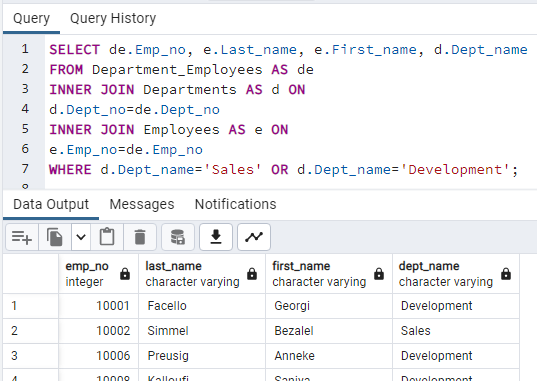 Query Query History
1 SELECT de.Emp_no, e.Last_name, e.First_name, d.Dept_name
2 FROM Department_Employees AS de
3 INNER JOIN Departments AS d ON
4 d.Dept_no=de.Dept_no
5 INNER JOIN Employees AS e ON
6 e.Emp_no=de.Emp_no
7 WHERE d.Dept_name='Sales' OR d.Dept_name='Development';
8
Data Output Messages Notifications
emp_no last_name first_name dept_name
integer character varying character varying character varying
1 10001 Facello Georgi Development
2 10002 Simmel Bezalel Sales
3 10006 Preusig Anneke Development
4 10008 Kalloufi Saniya Development